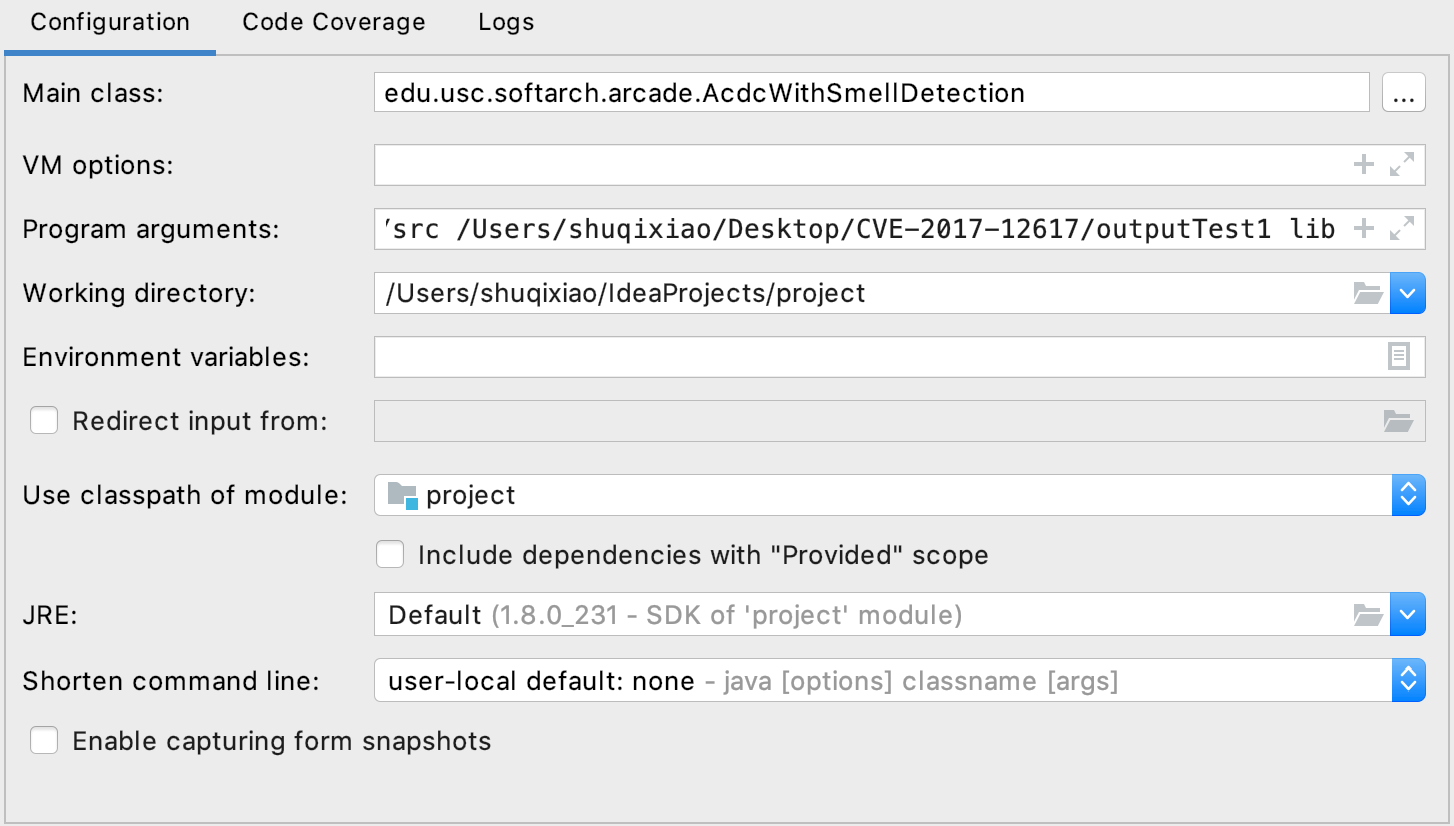 Configuration Code Coverage Logs
Main class: edu.usc.softarch.arcade.AcdcWithSmellDetection ...
VM options:
Program arguments: /src /Users/shuqixiao/Desktop/CVE-2017-12617/outputTest1 lib
Working directory: /Users/shuqixiao/IdeaProjects/project
Environment variables:
Redirect input from:
Use classpath of module: project
Include dependencies with "Provided" scope
JRE: Default (1.8.0_231 - SDK of 'project' module)
Shorten command line: user-local default: none - java [options] classname [args]
Enable capturing form snapshots